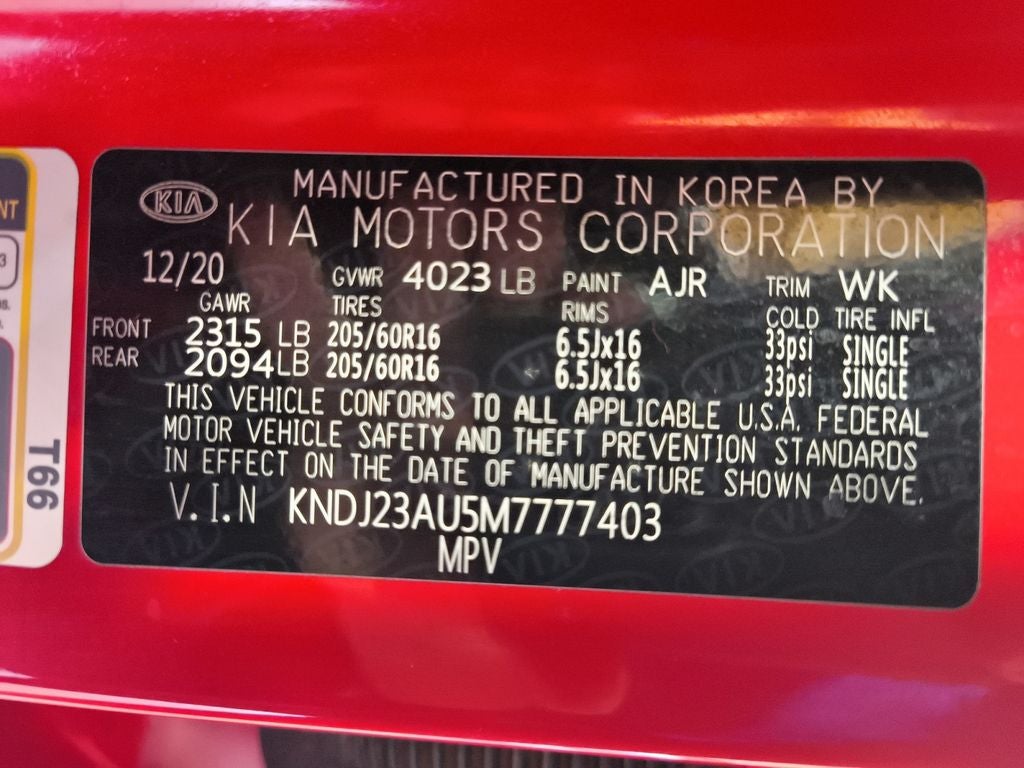 KIA MANUFACTURED IN KOREA BY
KIA MOTORS CORPORATION
12/20 GVWR 4023 LB PAINT AJR TRIM WK
GAWR TIRES RIMS COLD TIRE INFL
FRONT 2315 LB 205/60R16 6.5Jx16 33psi SINGLE
REAR 2094 LB 205/60R16 6.5Jx16 33psi SINGLE
THIS VEHICLE CONFORMS TO ALL APPLICABLE U.S.A. FEDERAL
MOTOR VEHICLE SAFETY AND THEFT PREVENTION STANDARDS
IN EFFECT ON THE DATE OF MANUFACTURE SHOWN ABOVE.
V.I.N KNDJ23AU5M7777403
MPV
T66